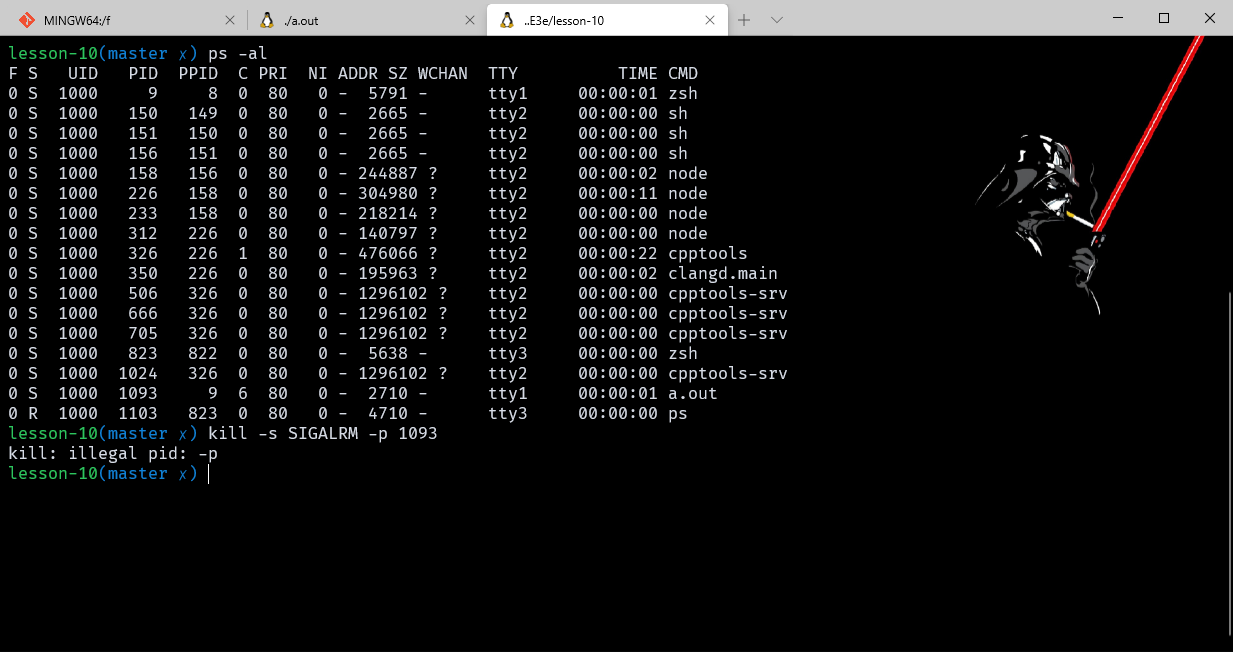 MINGW64:/f ./a.out ..E3e/lesson-10
lesson-10(master x) ps -al
F S   UID   PID  PPID  C PRI  NI ADDR SZ WCHAN  TTY          TIME CMD
0 S  1000     9     8  0  80   0 -  5791 -      tty1     00:00:01 zsh
0 S  1000   150   149  0  80   0 -  2665 -      tty2     00:00:00 sh
0 S  1000   151   150  0  80   0 -  2665 -      tty2     00:00:00 sh
0 S  1000   156   151  0  80   0 -  2665 -      tty2     00:00:00 sh
0 S  1000   158   156  0  80   0 - 244887 ?     tty2     00:00:02 node
0 S  1000   226   158  0  80   0 - 304980 ?     tty2     00:00:11 node
0 S  1000   233   158  0  80   0 - 218214 ?     tty2     00:00:00 node
0 S  1000   312   226  0  80   0 - 140797 ?     tty2     00:00:00 node
0 S  1000   326   226  1  80   0 - 476066 ?     tty2     00:00:22 cpptools
0 S  1000   350   226  0  80   0 - 195963 ?     tty2     00:00:02 clangd.main
0 S  1000   506   326  0  80   0 - 1296102 ?    tty2     00:00:00 cpptools-srv
0 S  1000   666   326  0  80   0 - 1296102 ?    tty2     00:00:00 cpptools-srv
0 S  1000   705   326  0  80   0 - 1296102 ?    tty2     00:00:00 cpptools-srv
0 S  1000   823   822  0  80   0 -  5638 -      tty3     00:00:00 zsh
0 S  1000  1024   326  0  80   0 - 1296102 ?    tty2     00:00:00 cpptools-srv
0 S  1000  1093     9  6  80   0 -  2710 -      tty1     00:00:01 a.out
0 R  1000  1103   823  0  80   0 -  4710 -      tty3     00:00:00 ps
lesson-10(master x) kill -s SIGALRM -p 1093
kill: illegal pid: -p
lesson-10(master x)